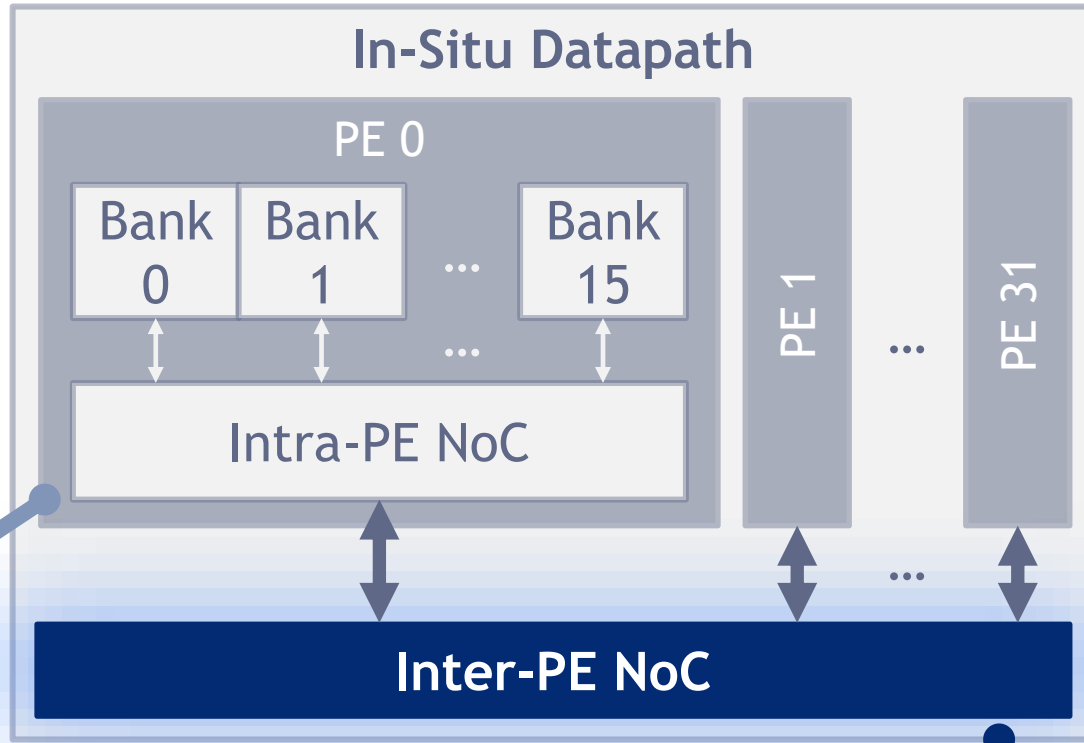 In-Situ Datapath
PE 0
Bank
0
Bank
1
...
Bank
15
...
Intra-PE NoC
PE 1
...
PE 31
...
Inter-PE NoC